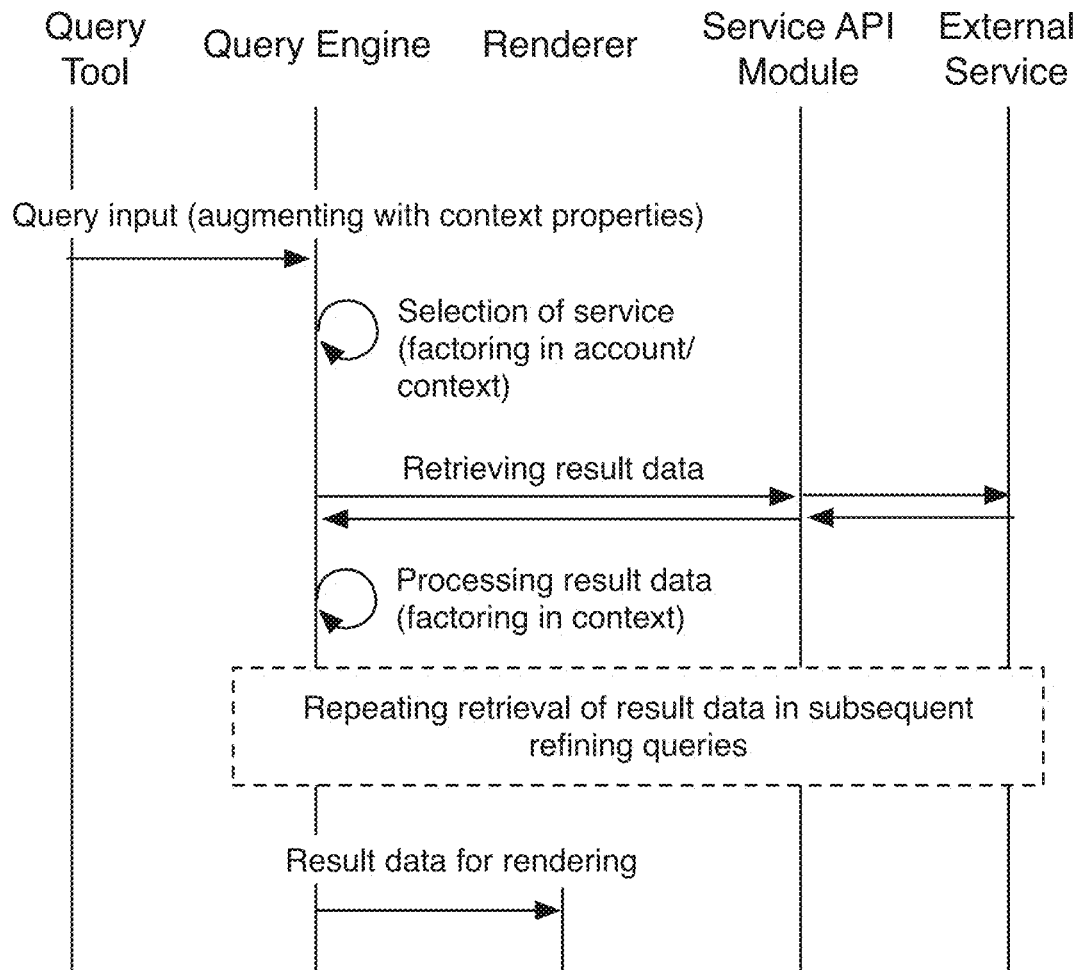 Query
Tool
Query Engine
Renderer
Service API
Module
External
Service
Query input (augmenting with context properties)
Selection of service
(factoring in account/
context)
Retrieving result data
Processing result data
(factoring in context)
Repeating retrieval of result data in subsequent
refining queries
Result data for rendering